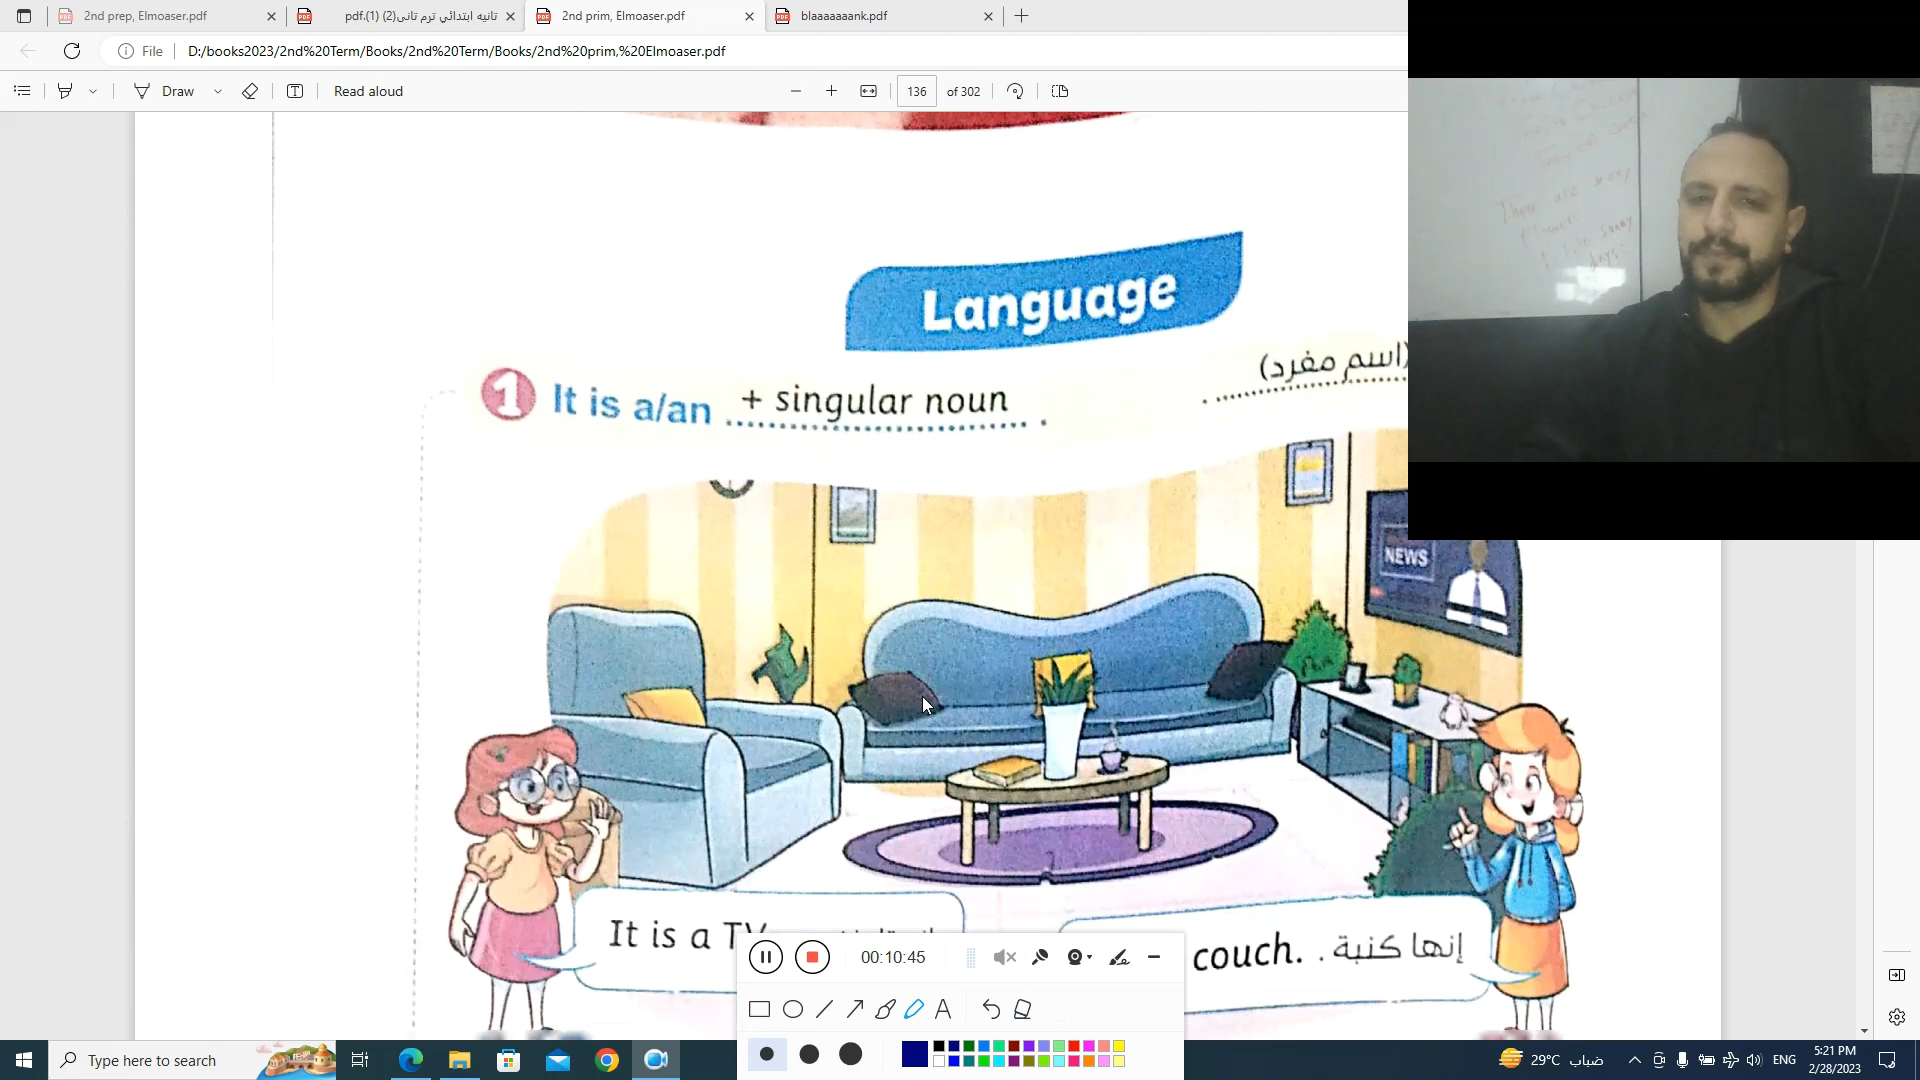 2nd prep, Elmoaser.pdf
ثانيه ابتدائي ترم ثانى(2) (1).pdf
2nd prim, Elmoaser.pdf
blaaaaaaank.pdf
File D:/books2023/2nd%20Term/Books/2nd%20Term/Books/2nd%20prim,%20Elmoaser.pdf
Draw Read aloud 136 of 302
Language
1 It is a/an + singular noun .
(اسم مفرد) .
NEWS
It is a TV
couch. . إنها كنبة
00:10:45
A
Type here to search
29°C ضباب ENG 5:21 PM
2/28/2023